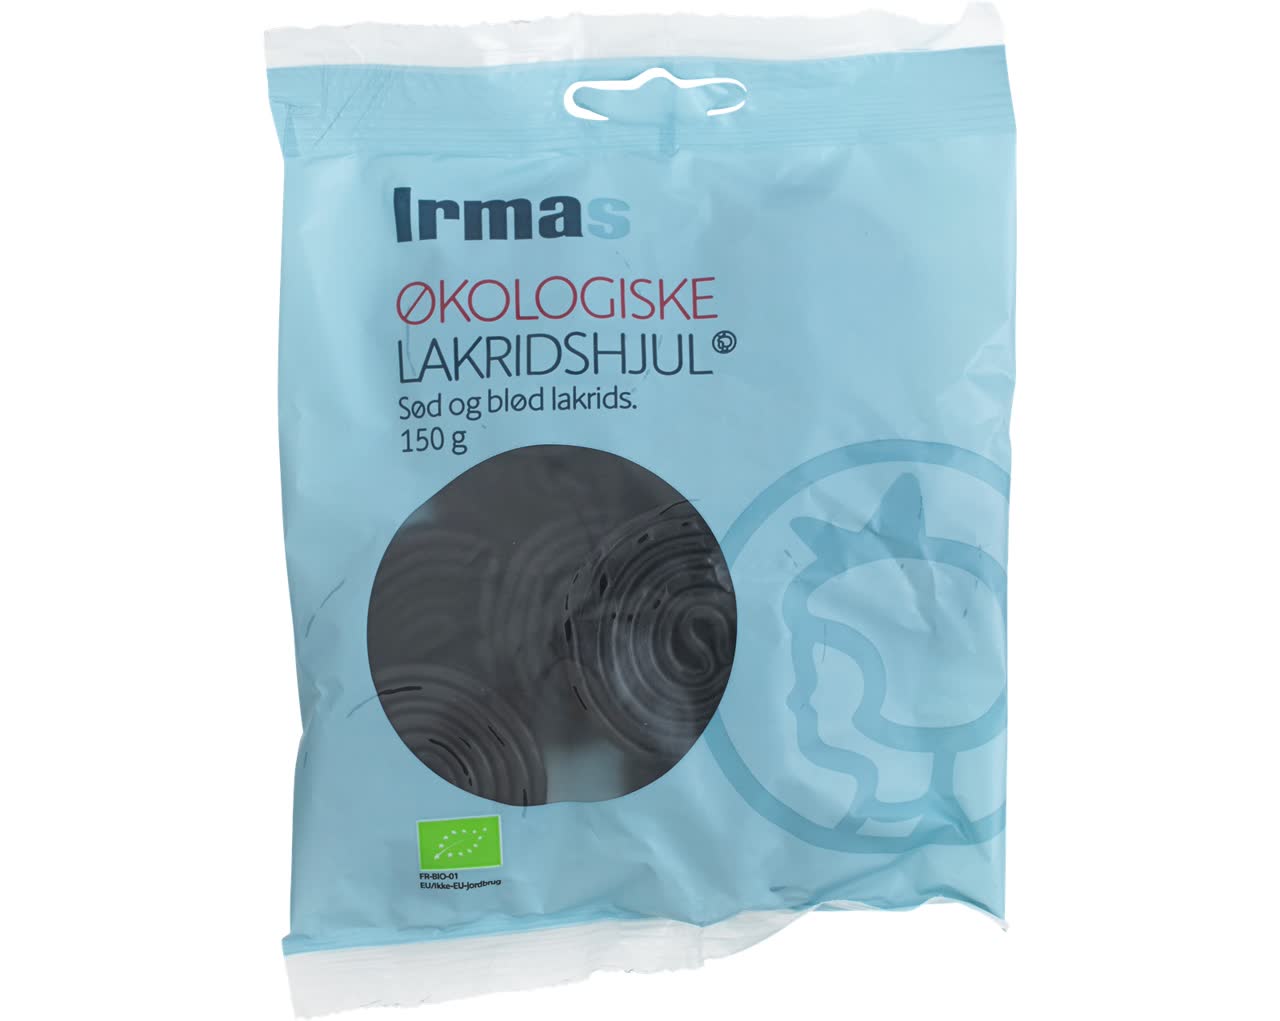 Irmas
ØKOLOGISKE
LAKRIDSHJUL
Sød og blød lakrids.
150 g
FR-BIO-01
EU/Ikke-EU-Jordbrug